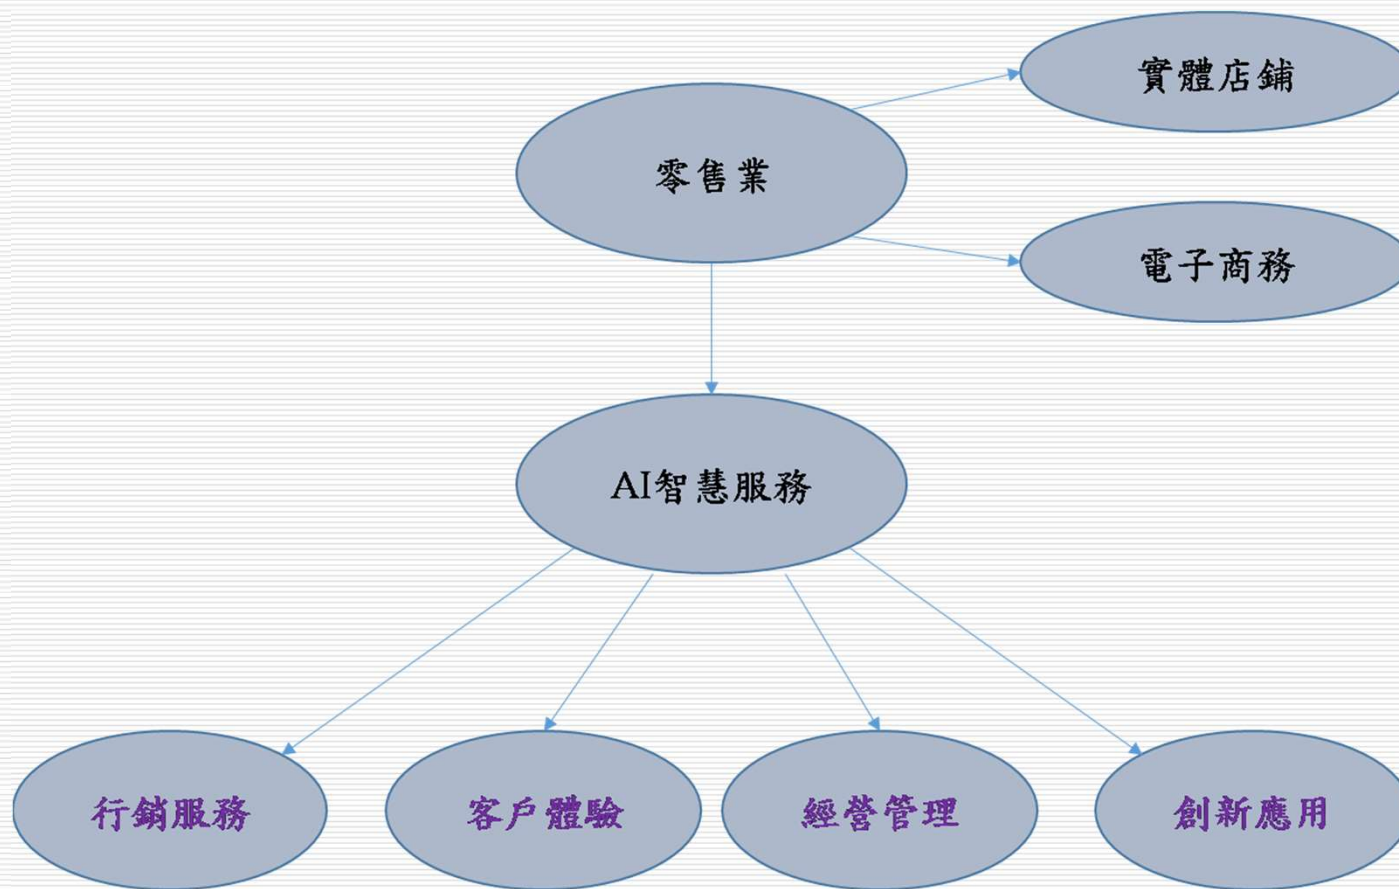 實體店鋪
零售業
電子商務
AI智慧服務
行銷服務
客戶體驗
經營管理
創新應用